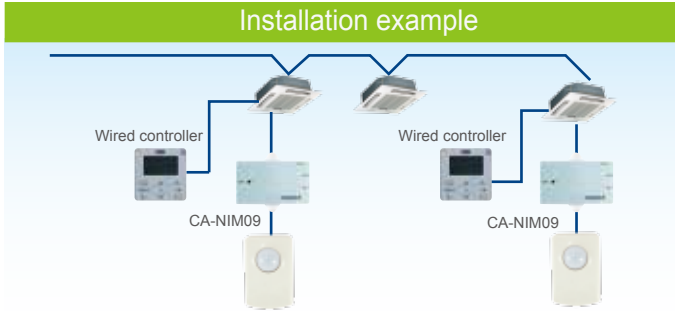 Installation example
Wired controller
Wired controller
CA-NIM09
CA-NIM09